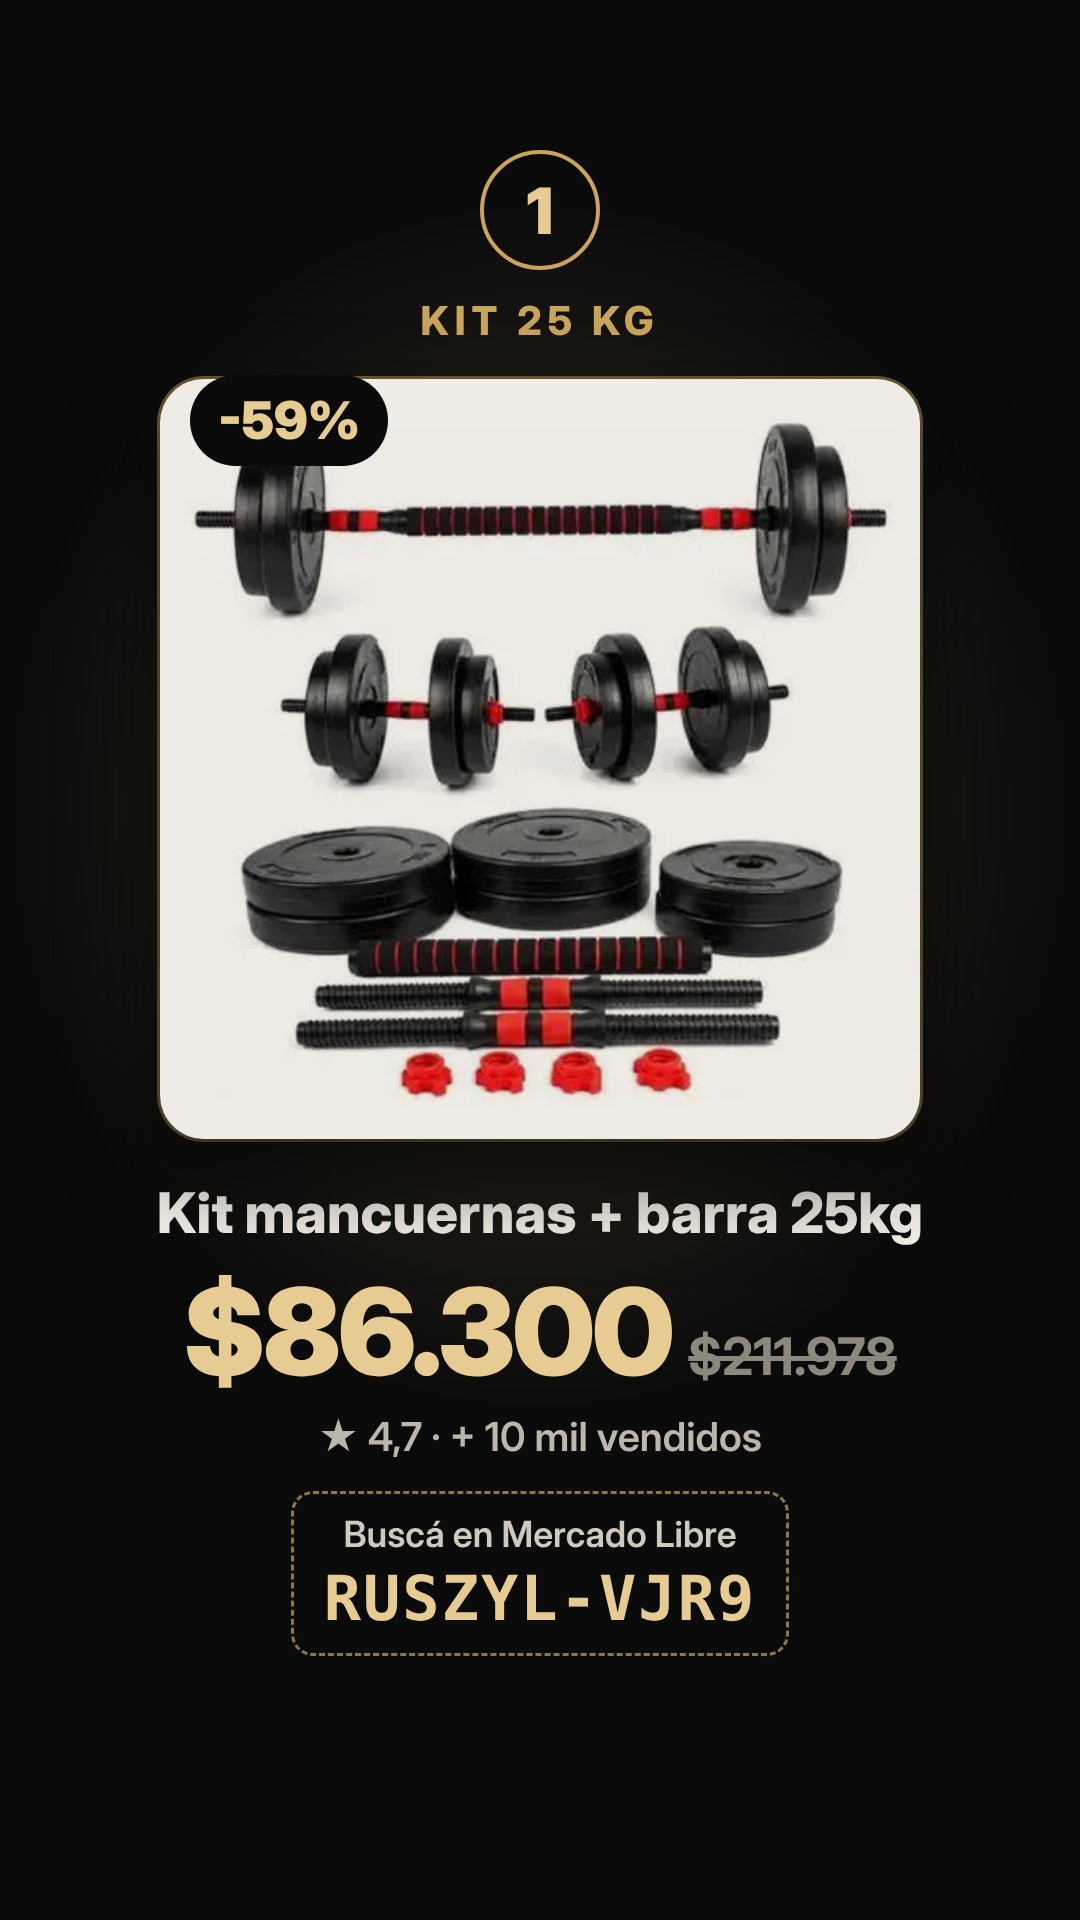 1
KIT 25 KG
-59%
Kit mancuernas + barra 25kg
$86.300 $211.978
★ 4,7 · + 10 mil vendidos
Buscá en Mercado Libre
RUSZYL-VJR9